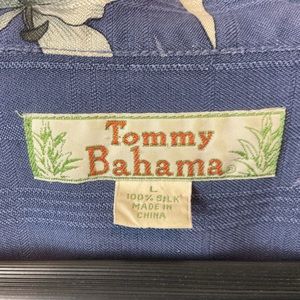 Tommy
Bahama
L
100% SILK
MADE IN
CHINA